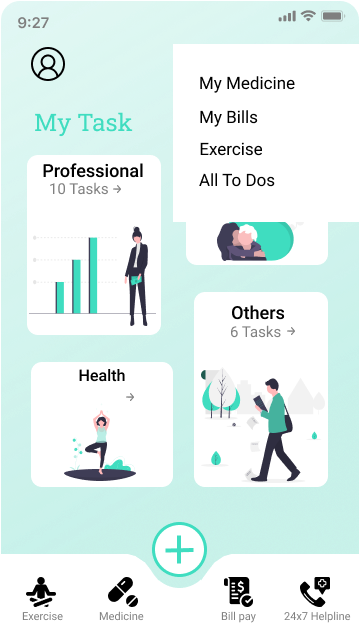 9:27
My Medicine
My Bills
Exercise
All To Dos
My Task
Professional
10 Tasks →
Others
6 Tasks →
Health
→
Exercise
Medicine
Bill pay
24x7 Helpline